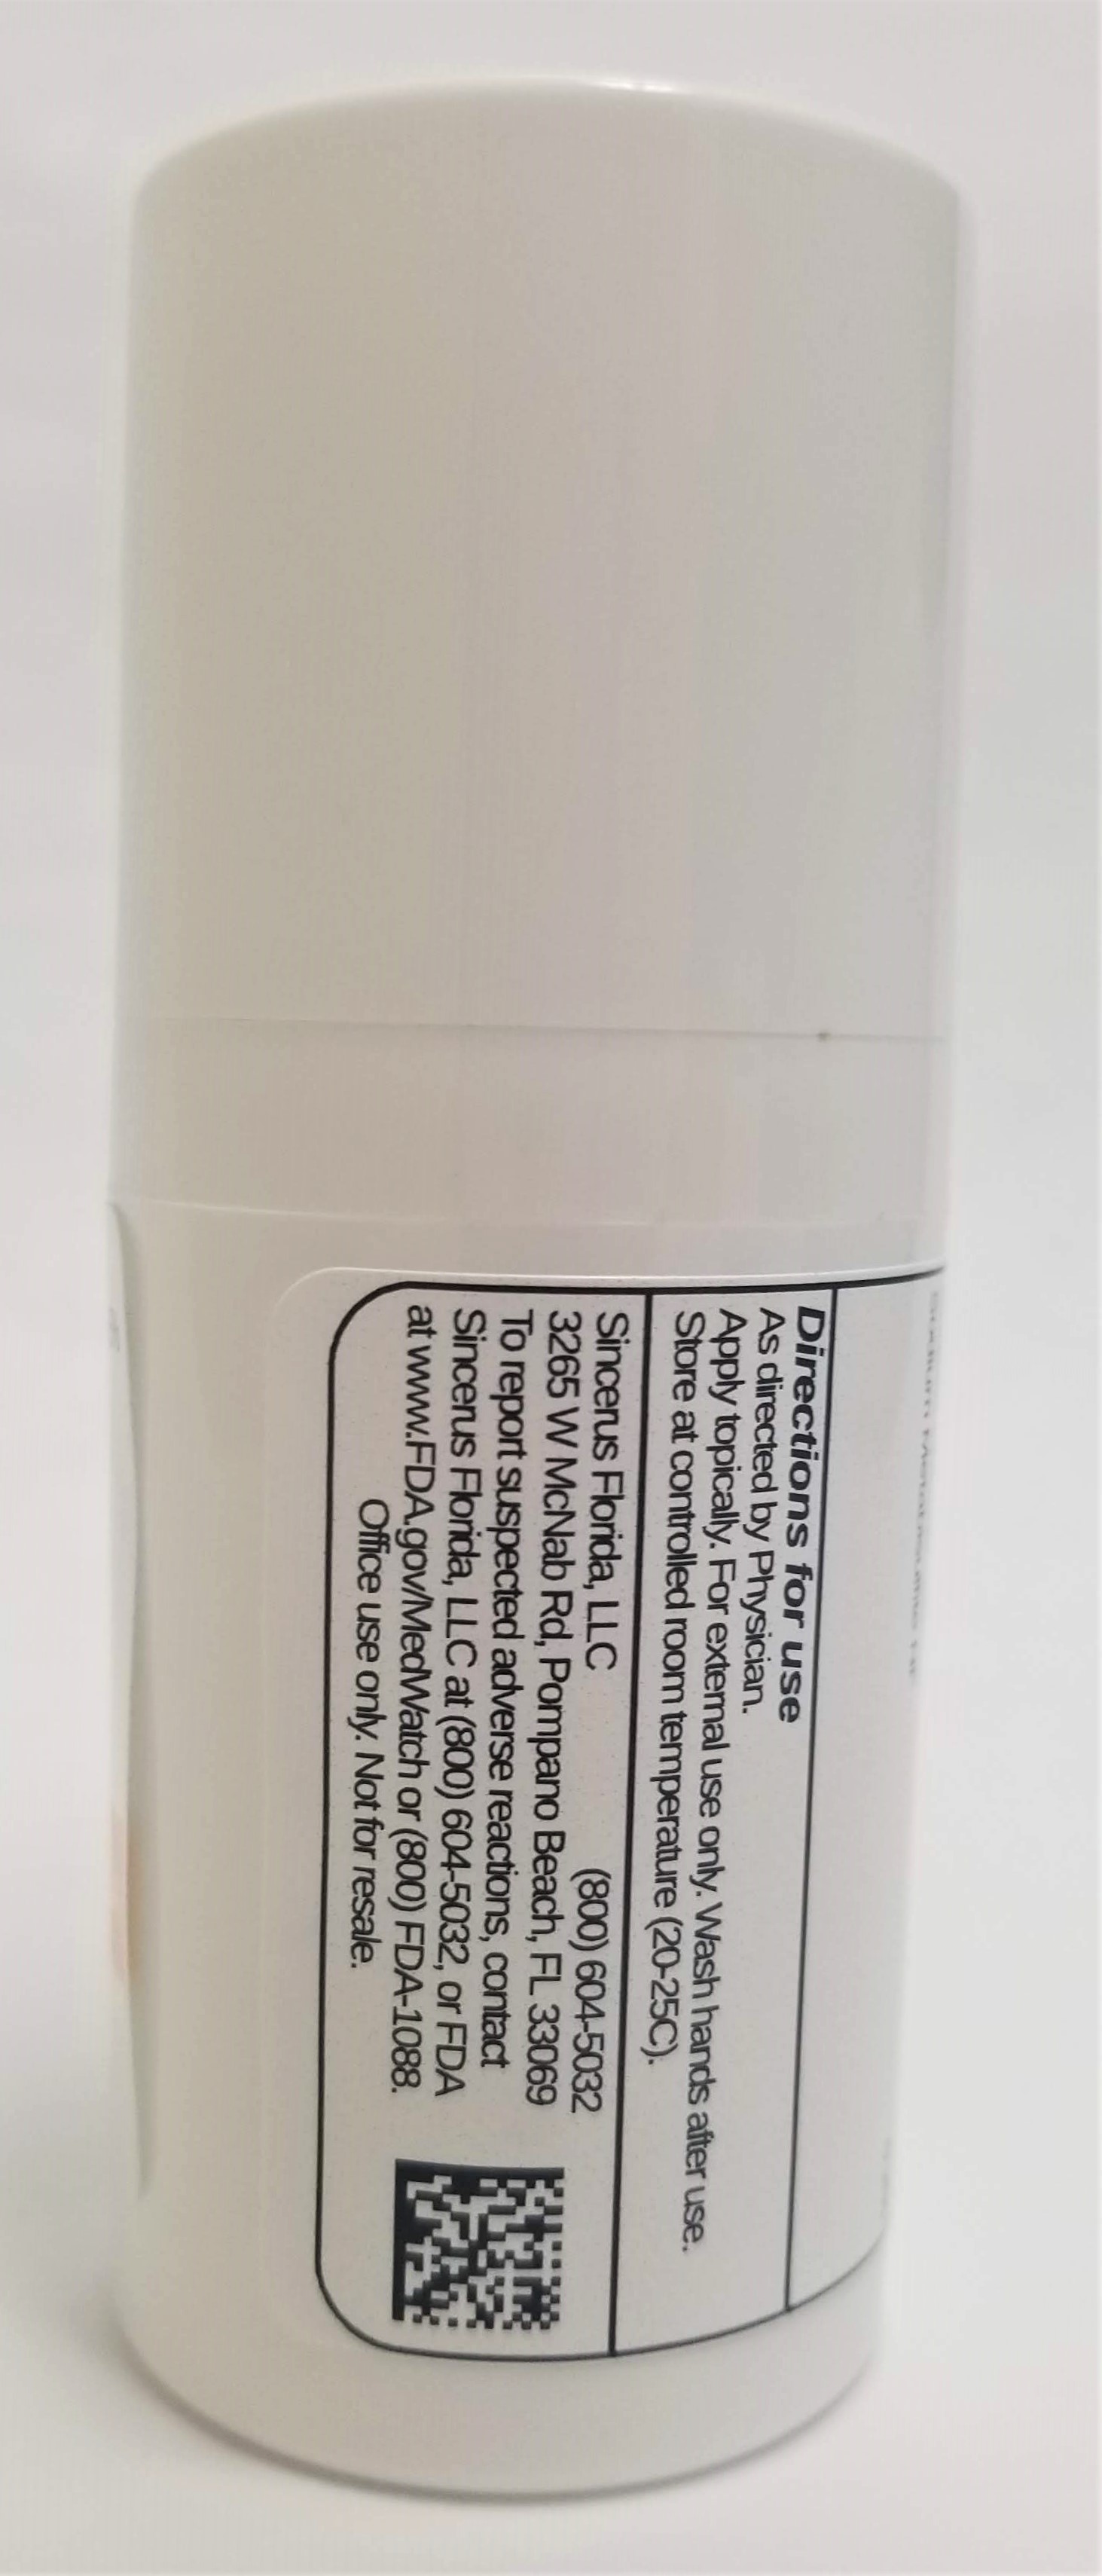 Directions for use
As directed by Physician.
Apply topically. For external use only. Wash hands after use.
Store at controlled room temperature (20-25C).
Sincerus Florida, LLC (800) 604-5032
3265 W McNab Rd, Pompano Beach, FL 33069
To report suspected adverse reactions, contact
Sincerus Florida, LLC at (800) 604-5032, or FDA
at www.FDA.gov/MedWatch or (800) FDA-1088.
Office use only. Not for resale.